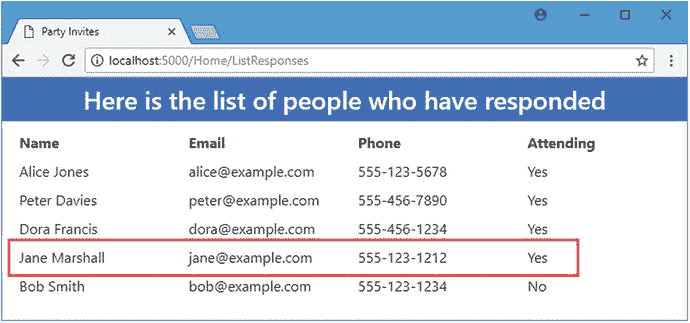 Party Invites
localhost:5000/Home/ListResponses
Here is the list of people who have responded
Name Email Phone Attending
Alice Jones alice@example.com 555-123-5678 Yes
Peter Davies peter@example.com 555-456-7890 Yes
Dora Francis dora@example.com 555-456-1234 Yes
Jane Marshall jane@example.com 555-123-1212 Yes
Bob Smith bob@example.com 555-123-1234 No